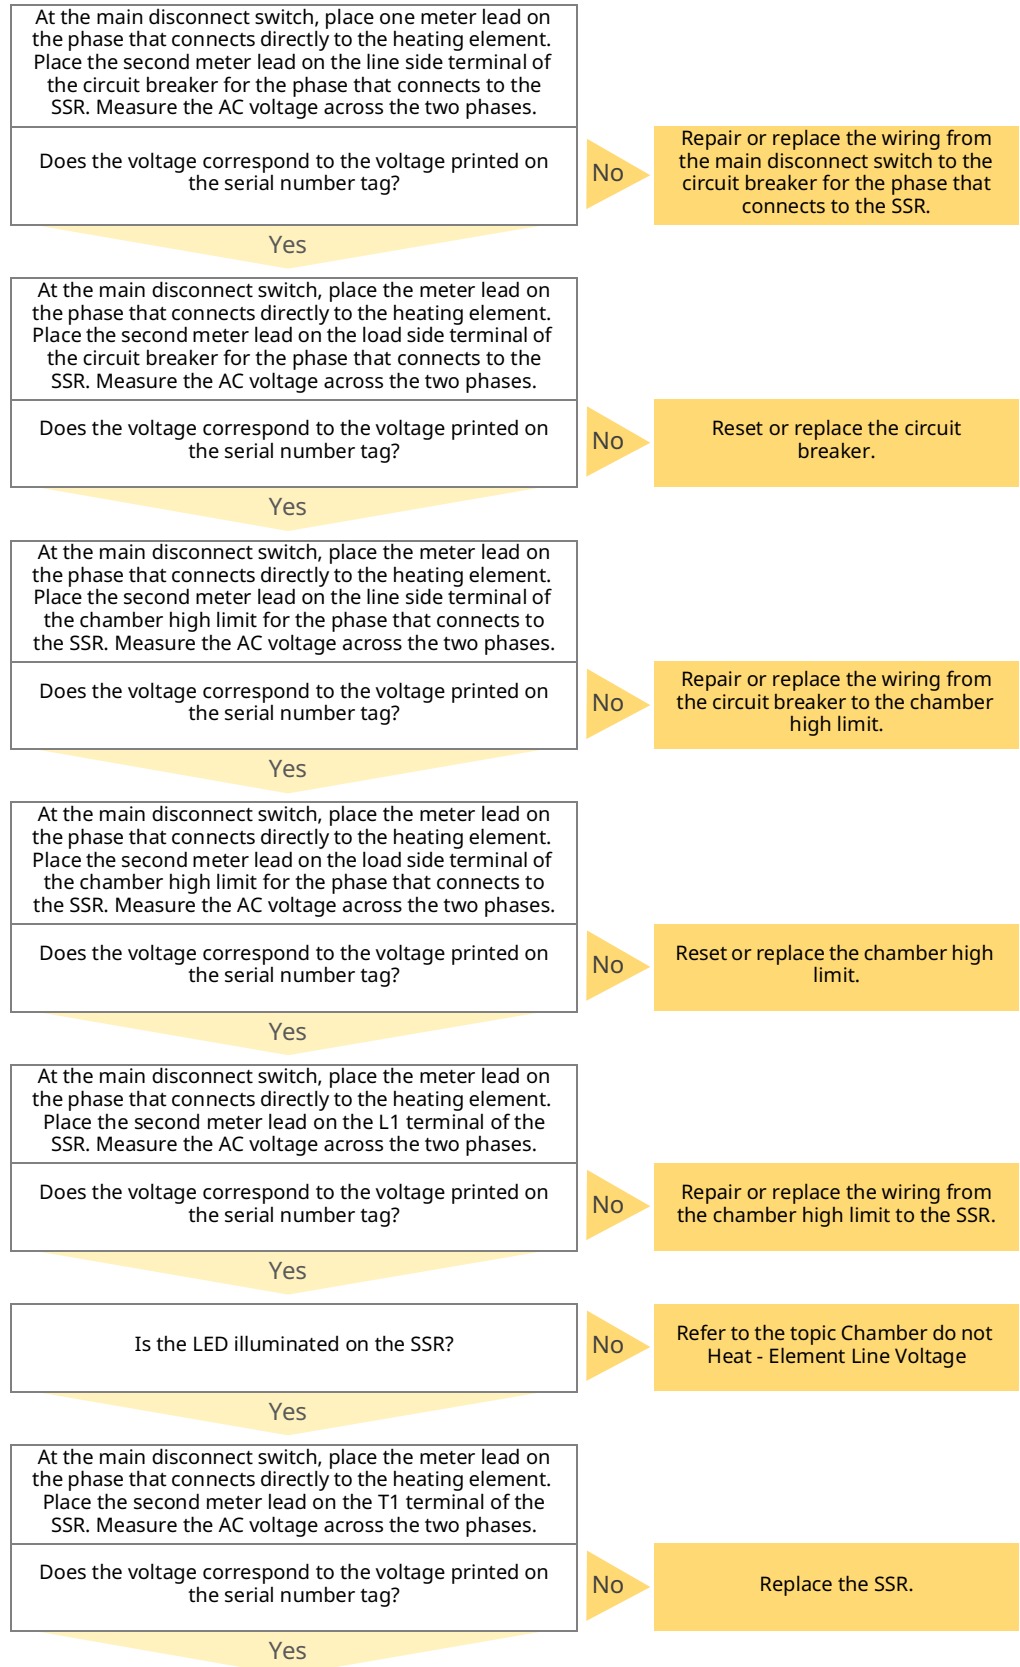 At the main disconnect switch, place one meter lead on
the phase that connects directly to the heating element.
Place the second meter lead on the line side terminal of
the circuit breaker for the phase that connects to the
SSR. Measure the AC voltage across the two phases.
Does the voltage correspond to the voltage printed on
the serial number tag?
No
Repair or replace the wiring from
the main disconnect switch to the
circuit breaker for the phase that
connects to the SSR.
Yes
At the main disconnect switch, place the meter lead on
the phase that connects directly to the heating element.
Place the second meter lead on the load side terminal of
the circuit breaker for the phase that connects to the
SSR. Measure the AC voltage across the two phases.
Does the voltage correspond to the voltage printed on
the serial number tag?
No
Reset or replace the circuit
breaker.
Yes
At the main disconnect switch, place the meter lead on
the phase that connects directly to the heating element.
Place the second meter lead on the line side terminal of
the chamber high limit for the phase that connects to
the SSR. Measure the AC voltage across the two phases.
Does the voltage correspond to the voltage printed on
the serial number tag?
No
Repair or replace the wiring from
the circuit breaker to the chamber
high limit.
Yes
At the main disconnect switch, place the meter lead on
the phase that connects directly to the heating element.
Place the second meter lead on the load side terminal of
the chamber high limit for the phase that connects to
the SSR. Measure the AC voltage across the two phases.
Does the voltage correspond to the voltage printed on
the serial number tag?
No
Reset or replace the chamber high
limit.
Yes
At the main disconnect switch, place the meter lead on
the phase that connects directly to the heating element.
Place the second meter lead on the L1 terminal of the
SSR. Measure the AC voltage across the two phases.
Does the voltage correspond to the voltage printed on
the serial number tag?
No
Repair or replace the wiring from
the chamber high limit to the SSR.
Yes
Is the LED illuminated on the SSR?
No
Refer to the topic Chamber do not
Heat - Element Line Voltage
Yes
At the main disconnect switch, place the meter lead on
the phase that connects directly to the heating element.
Place the second meter lead on the T1 terminal of the
SSR. Measure the AC voltage across the two phases.
Does the voltage correspond to the voltage printed on
the serial number tag?
No
Replace the SSR.
Yes